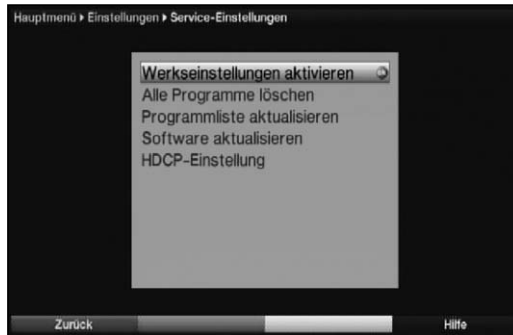 Hauptmenü ▸ Einstellungen ▸ Service-Einstellungen
Werkseinstellungen aktivieren
Alle Programme löschen
Programmliste aktualisieren
Software aktualisieren
HDCP-Einstellung
Zurück
Hilfe